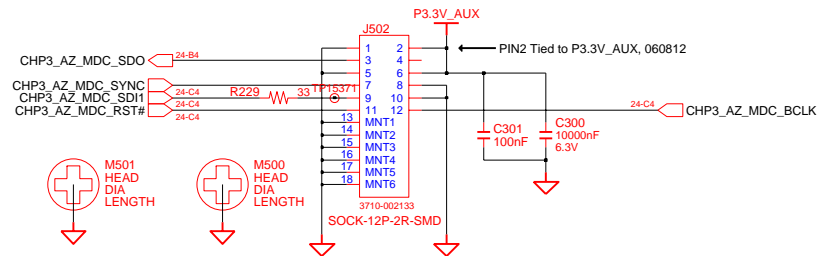 P3.3V_AUX
J502
CHP3_AZ_MDC_SDO 24-B4 1 2 PIN2 Tied to P3.3V_AUX, 060812
3 4
5 6
CHP3_AZ_MDC_SYNC 24-C4 7 8
CHP3_AZ_MDC_SDI1 24-C4 R229 33 TP15371 9 10
CHP3_AZ_MDC_RST# 24-C4 11 12 24-C4 CHP3_AZ_MDC_BCLK
13 MNT1
14 MNT2
15 MNT3
16 MNT4
17 MNT5
18 MNT6
C301
100nF
C300
10000nF
6.3V
M501
HEAD
DIA
LENGTH
M500
HEAD
DIA
LENGTH
3710-002133
SOCK-12P-2R-SMD